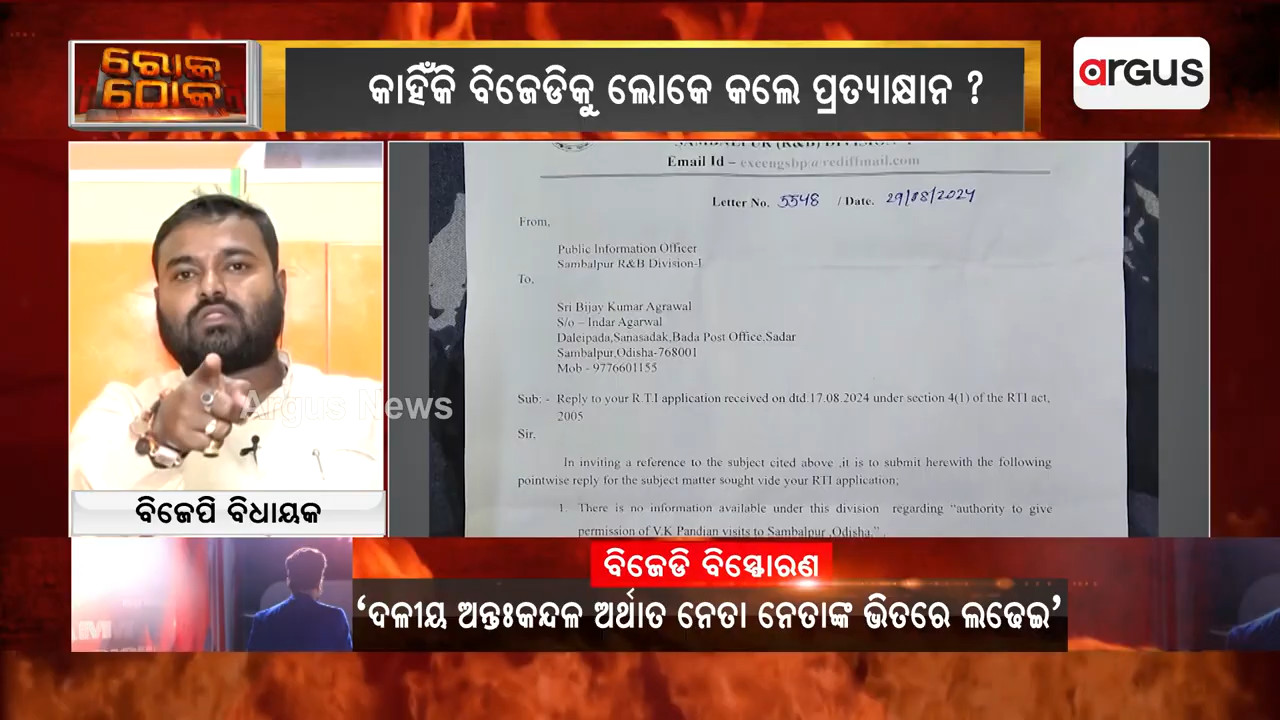 ରୋକ ଠୋକ
କାହିଁକି ବିଜେଡିକୁ ଲୋକେ କଲେ ପ୍ରତ୍ୟାକ୍ଷାନ ?
argus
SAMBALPUR (R&B) DIVISION-I
Email Id – exeengsbp@rediffmail.com
Letter No. 5548 / Date. 29/08/2024
From,
Public Information Officer
Sambalpur R&B Division-I
To,
Sri Bijay Kumar Agrawal
S/o – Indar Agarwal
Daleipada,Sanasadak,Bada Post Office,Sadar
Sambalpur,Odisha-768001
Mob - 9776601155
Sub: - Reply to your R.T.I application received on dtd.17.08.2024 under section 4(1) of the RTI act,
2005
Sir,
In inviting a reference to the subject cited above ,it is to submit herewith the following
pointwise reply for the subject matter sought vide your RTI application;
1. There is no information available under this division regarding “authority to give
permission of V.K Pandian visits to Sambalpur ,Odisha.” .
Argus News
ବିଜେପି ବିଧାୟକ
ବିଜେଡି ବିସ୍ଫୋରଣ
‘ଦଳୀୟ ଅନ୍ତଃକନ୍ଦଳ ଅର୍ଥାତ ନେତା ନେତାଙ୍କ ଭିତରେ ଲଢେଇ’